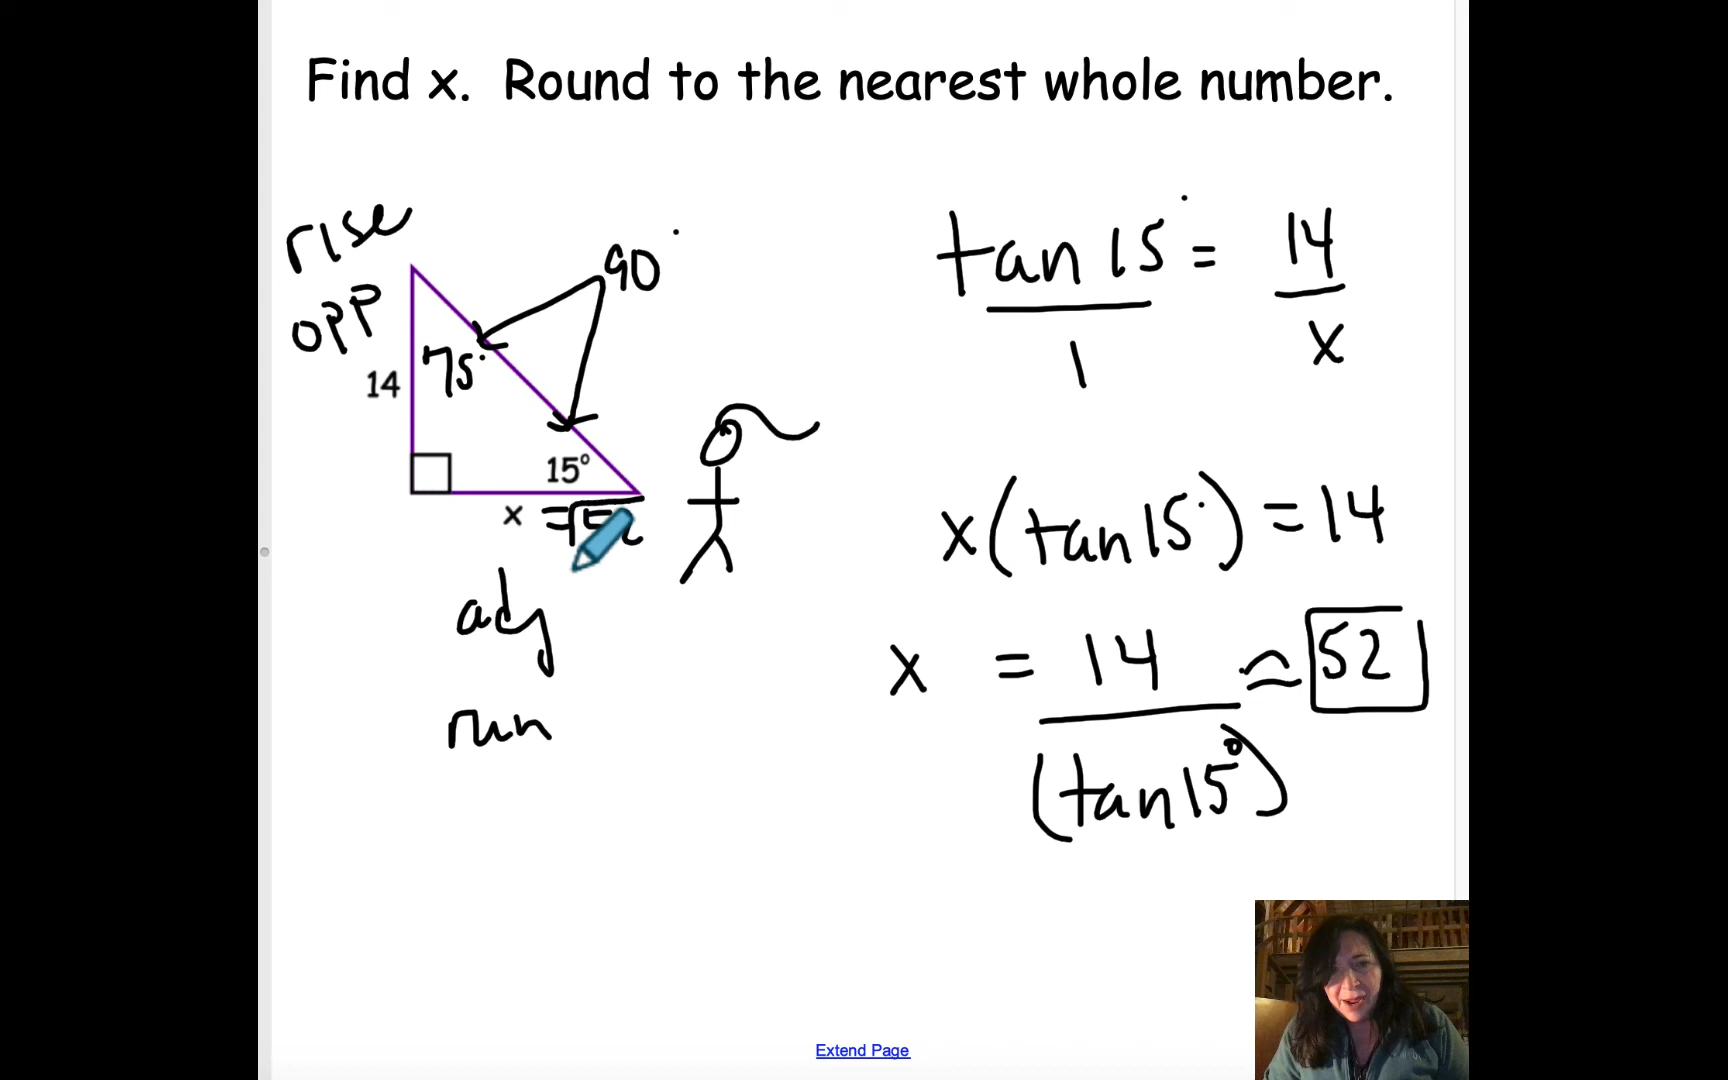 Find x. Round to the nearest whole number.
rise
opp
14
75°
90°
15°
x =
adj
run
tan 15° = 14
1 x
x(tan 15°) = 14
x = 14 ≈ 52
(tan 15°)
Extend Page